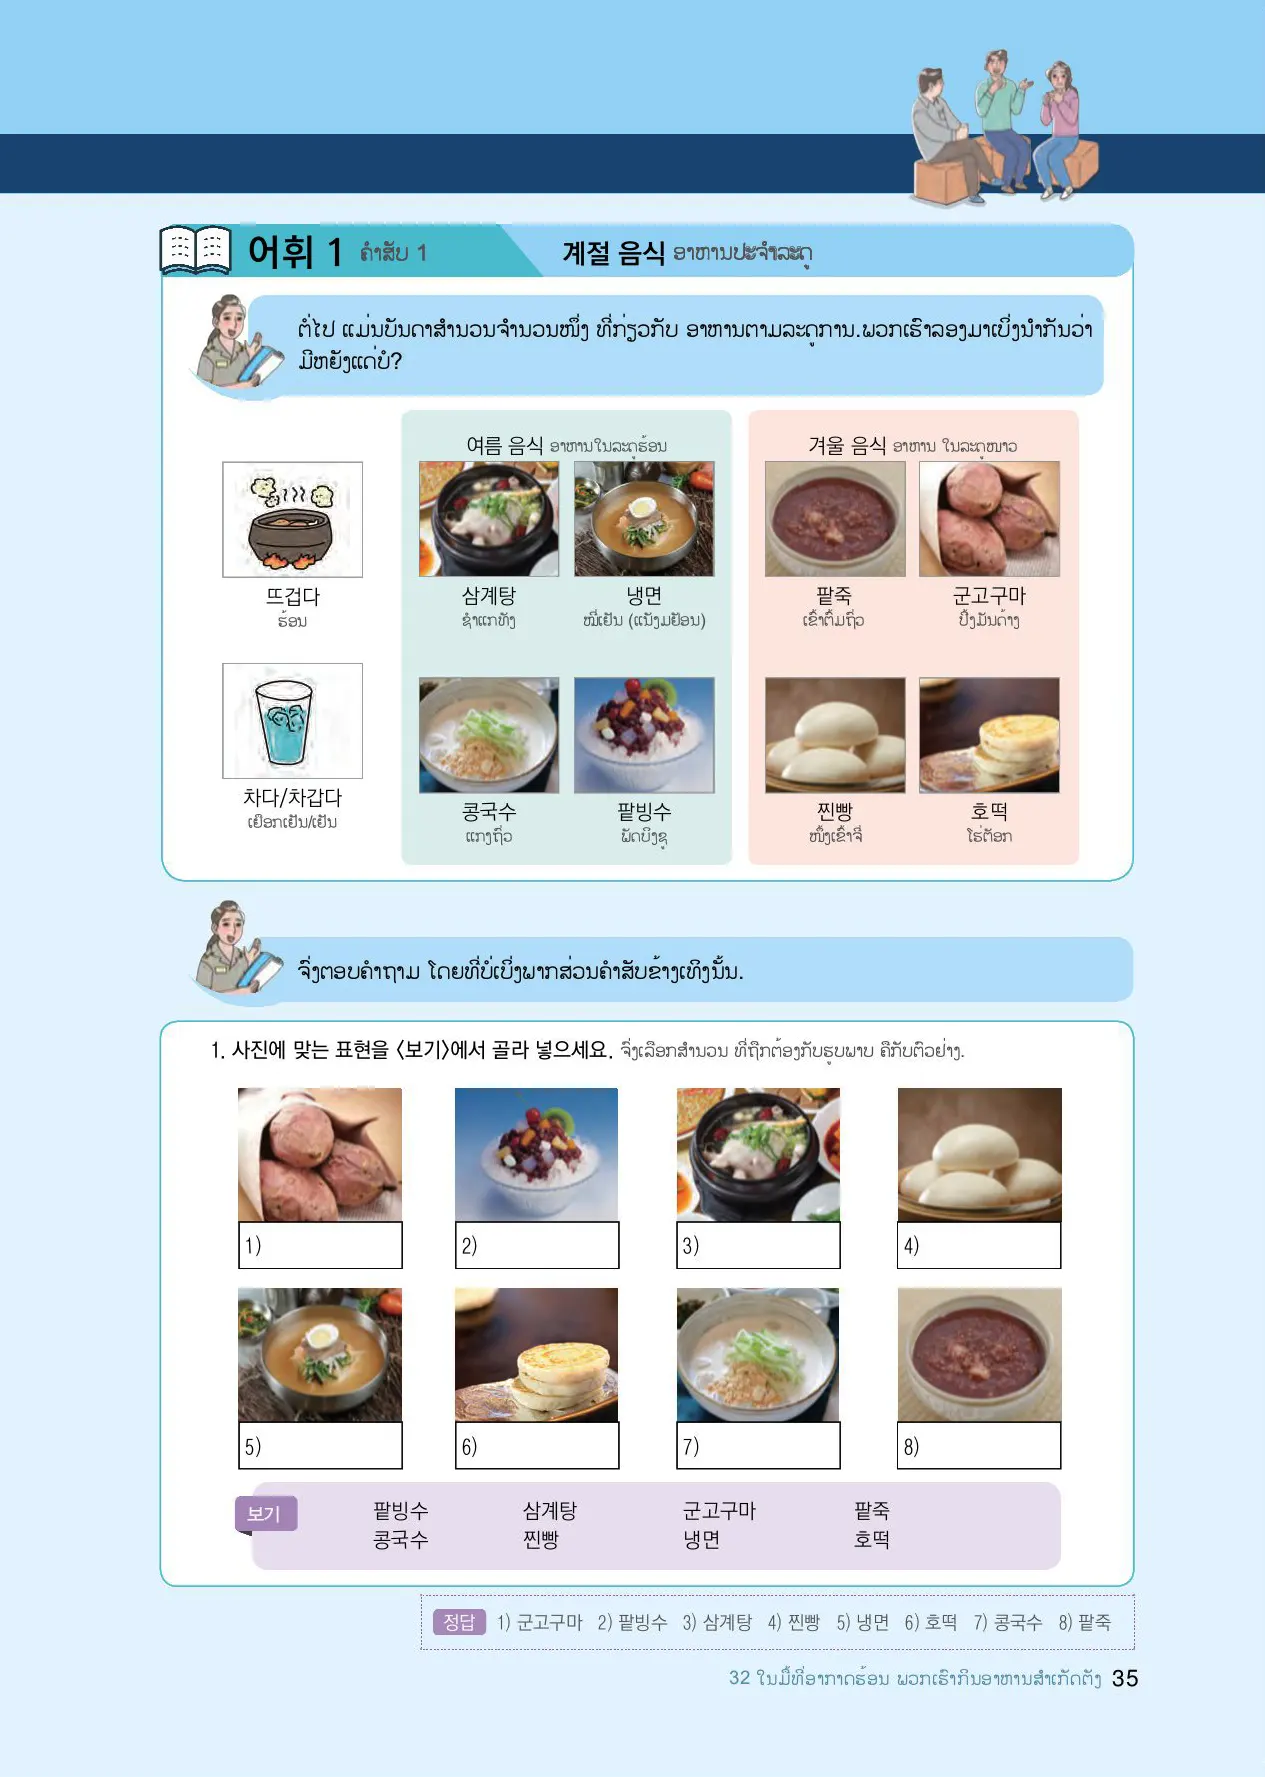 어휘 1 ຄຳສັບ 1 계절 음식 ອາຫານປະຈຳລະດູ
ຕໍ່ໄປ ແມ່ນບັນດາສຳນວນຈຳນວນໜຶ່ງ ທີ່ກ່ຽວກັບ ອາຫານຕາມລະດູການ.ພວກເຮົາລອງມາເບິ່ງນຳກັນວ່າ
ມີຫຍັງແດ່ບໍ?
여름 음식 ອາຫານໃນລະດູຮ້ອນ
겨울 음식 ອາຫານ ໃນລະດູໜາວ
뜨겁다
ຮ້ອນ
삼계탕
ຊຳແກທັງ
냉면
ໝີ່ເຢັນ (ແນັງມຢ໊ອນ)
팥죽
ເຂົ້າຕົ້ມຖົ່ວ
군고구마
ປີ້ງມັນດ້າງ
차다/차갑다
ເຢືອກເຢັນ/ເຢັນ
콩국수
ແກງຖົ່ວ
팥빙수
ພັດບິງຊູ
찐빵
ໜຶ້ງເຂົ້າຈີ່
호떡
ໂຮ່ຕັອກ
ຈົ່ງຕອບຄຳຖາມ ໂດຍທີ່ບໍ່ເບິ່ງພາກສ່ວນຄຳສັບຂ້າງເທິງນັ້ນ.
1. 사진에 맞는 표현을 〈보기〉에서 골라 넣으세요. ຈົ່ງເລືອກສຳນວນ ທີ່ຖືກຕ້ອງກັບຮູບພາບ ຄືກັບຕົວຢ່າງ.
1) 2) 3) 4)
5) 6) 7) 8)
보기 팥빙수 삼계탕 군고구마 팥죽
콩국수 찐빵 냉면 호떡
정답 1) 군고구마 2) 팥빙수 3) 삼계탕 4) 찐빵 5) 냉면 6) 호떡 7) 콩국수 8) 팥죽
32 ໃນມື້ທີ່ອາກາດຮ້ອນ ພວກເຮົາກິນອາຫານສຳເກັດຕັງ 35